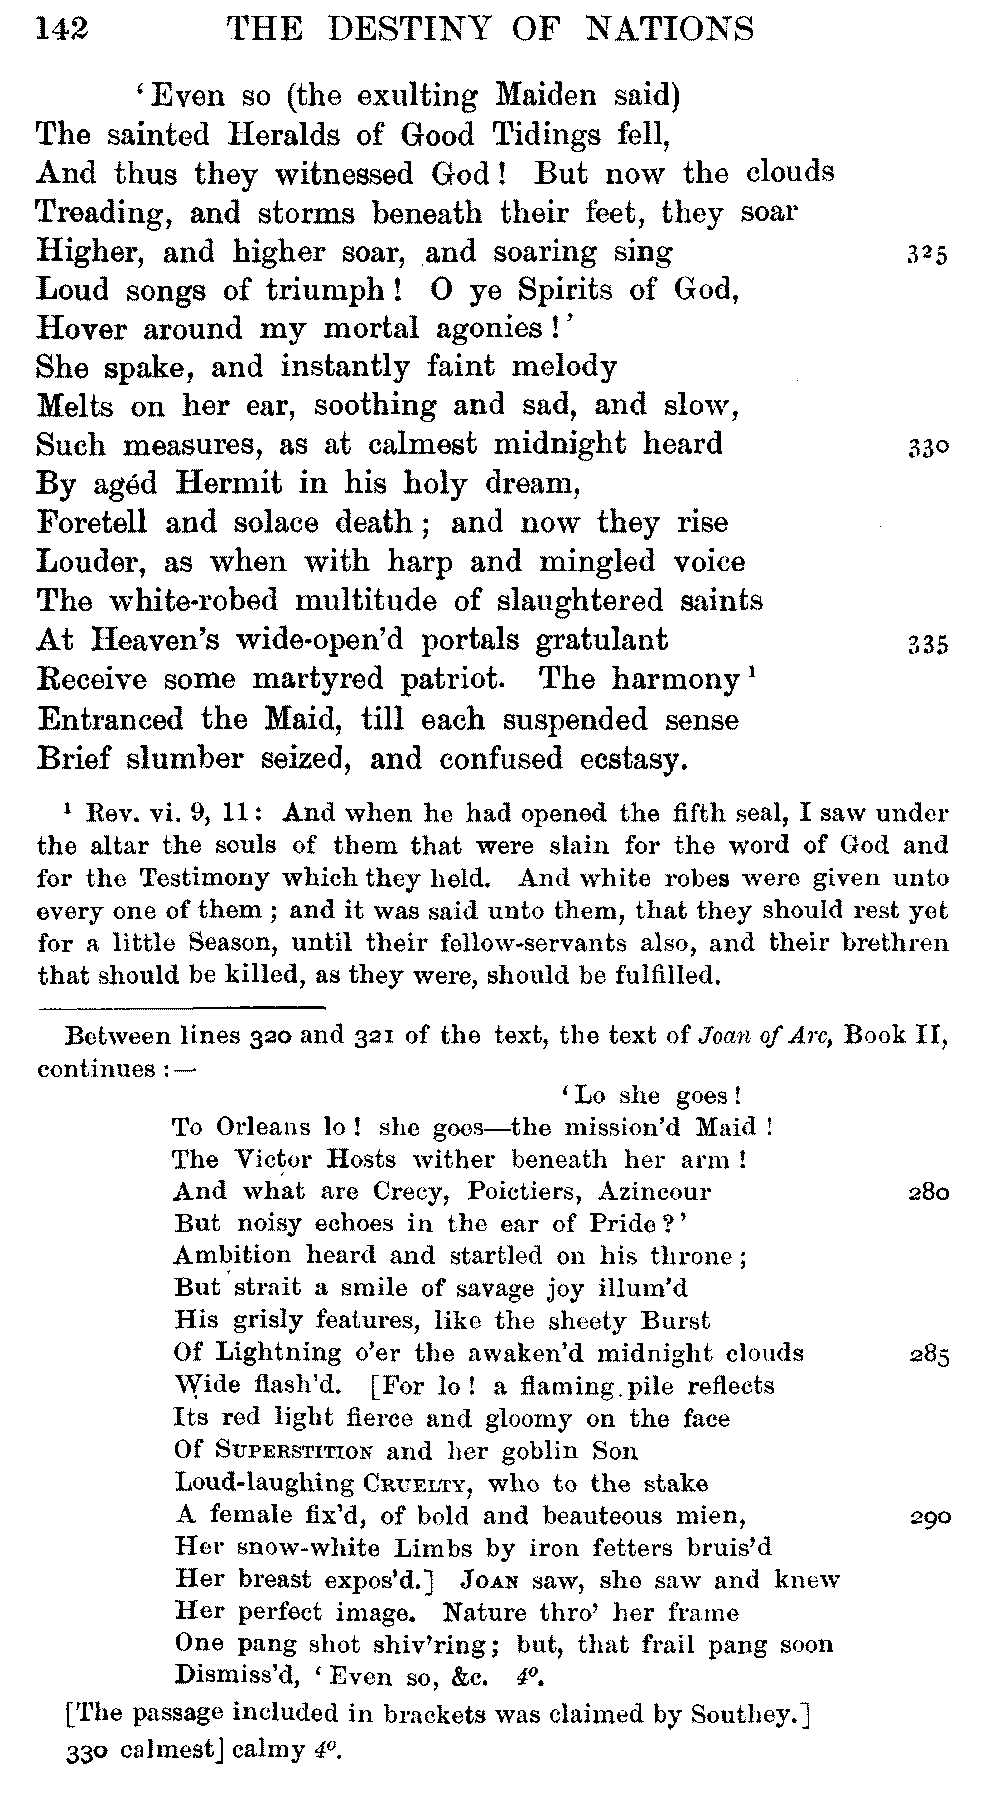 142 THE DESTINY OF NATIONS
‘Even so (the exulting Maiden said)
The sainted Heralds of Good Tidings fell,
And thus they witnessed God! But now the clouds
Treading, and storms beneath their feet, they soar
Higher, and higher soar, and soaring sing 325
Loud songs of triumph! O ye Spirits of God,
Hover around my mortal agonies!’
She spake, and instantly faint melody
Melts on her ear, soothing and sad, and slow,
Such measures, as at calmest midnight heard 330
By agéd Hermit in his holy dream,
Foretell and solace death; and now they rise
Louder, as when with harp and mingled voice
The white-robed multitude of slaughtered saints
At Heaven’s wide-open’d portals gratulant 335
Receive some martyred patriot. The harmony¹
Entranced the Maid, till each suspended sense
Brief slumber seized, and confused ecstasy.
¹ Rev. vi. 9, 11: And when he had opened the fifth seal, I saw under
the altar the souls of them that were slain for the word of God and
for the Testimony which they held. And white robes were given unto
every one of them; and it was said unto them, that they should rest yet
for a little Season, until their fellow-servants also, and their brethren
that should be killed, as they were, should be fulfilled.
Between lines 320 and 321 of the text, the text of Joan of Arc, Book II,
continues:—
‘Lo she goes!
To Orleans lo! she goes—the mission’d Maid!
The Victor Hosts wither beneath her arm!
And what are Crecy, Poictiers, Azincour 280
But noisy echoes in the ear of Pride?’
Ambition heard and startled on his throne;
But strait a smile of savage joy illum’d
His grisly features, like the sheety Burst
Of Lightning o’er the awaken’d midnight clouds 285
Wide flash’d. [For lo! a flaming pile reflects
Its red light fierce and gloomy on the face
Of SUPERSTITION and her goblin Son
Loud-laughing CRUELTY, who to the stake
A female fix’d, of bold and beauteous mien, 290
Her snow-white Limbs by iron fetters bruis’d
Her breast expos’d.] JOAN saw, she saw and knew
Her perfect image. Nature thro’ her frame
One pang shot shiv’ring; but, that frail pang soon
Dismiss’d, ‘Even so, &c. 4º.
[The passage included in brackets was claimed by Southey.]
330 calmest] calmy 4º.